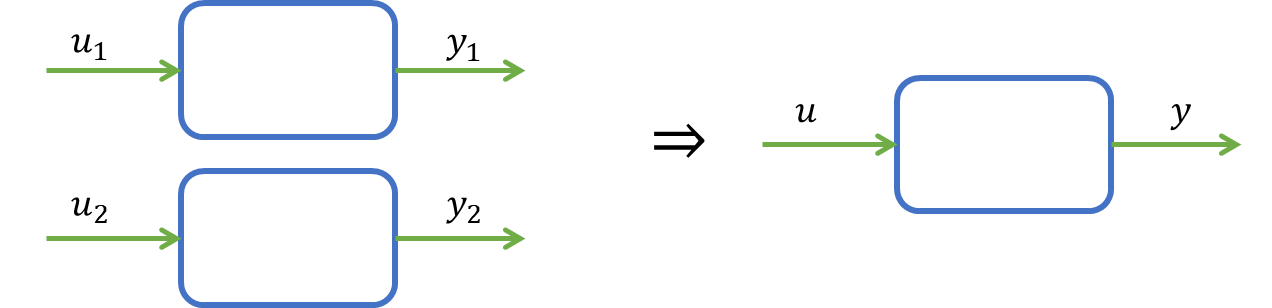 u₁ y₁
⇒ u y
u₂ y₂